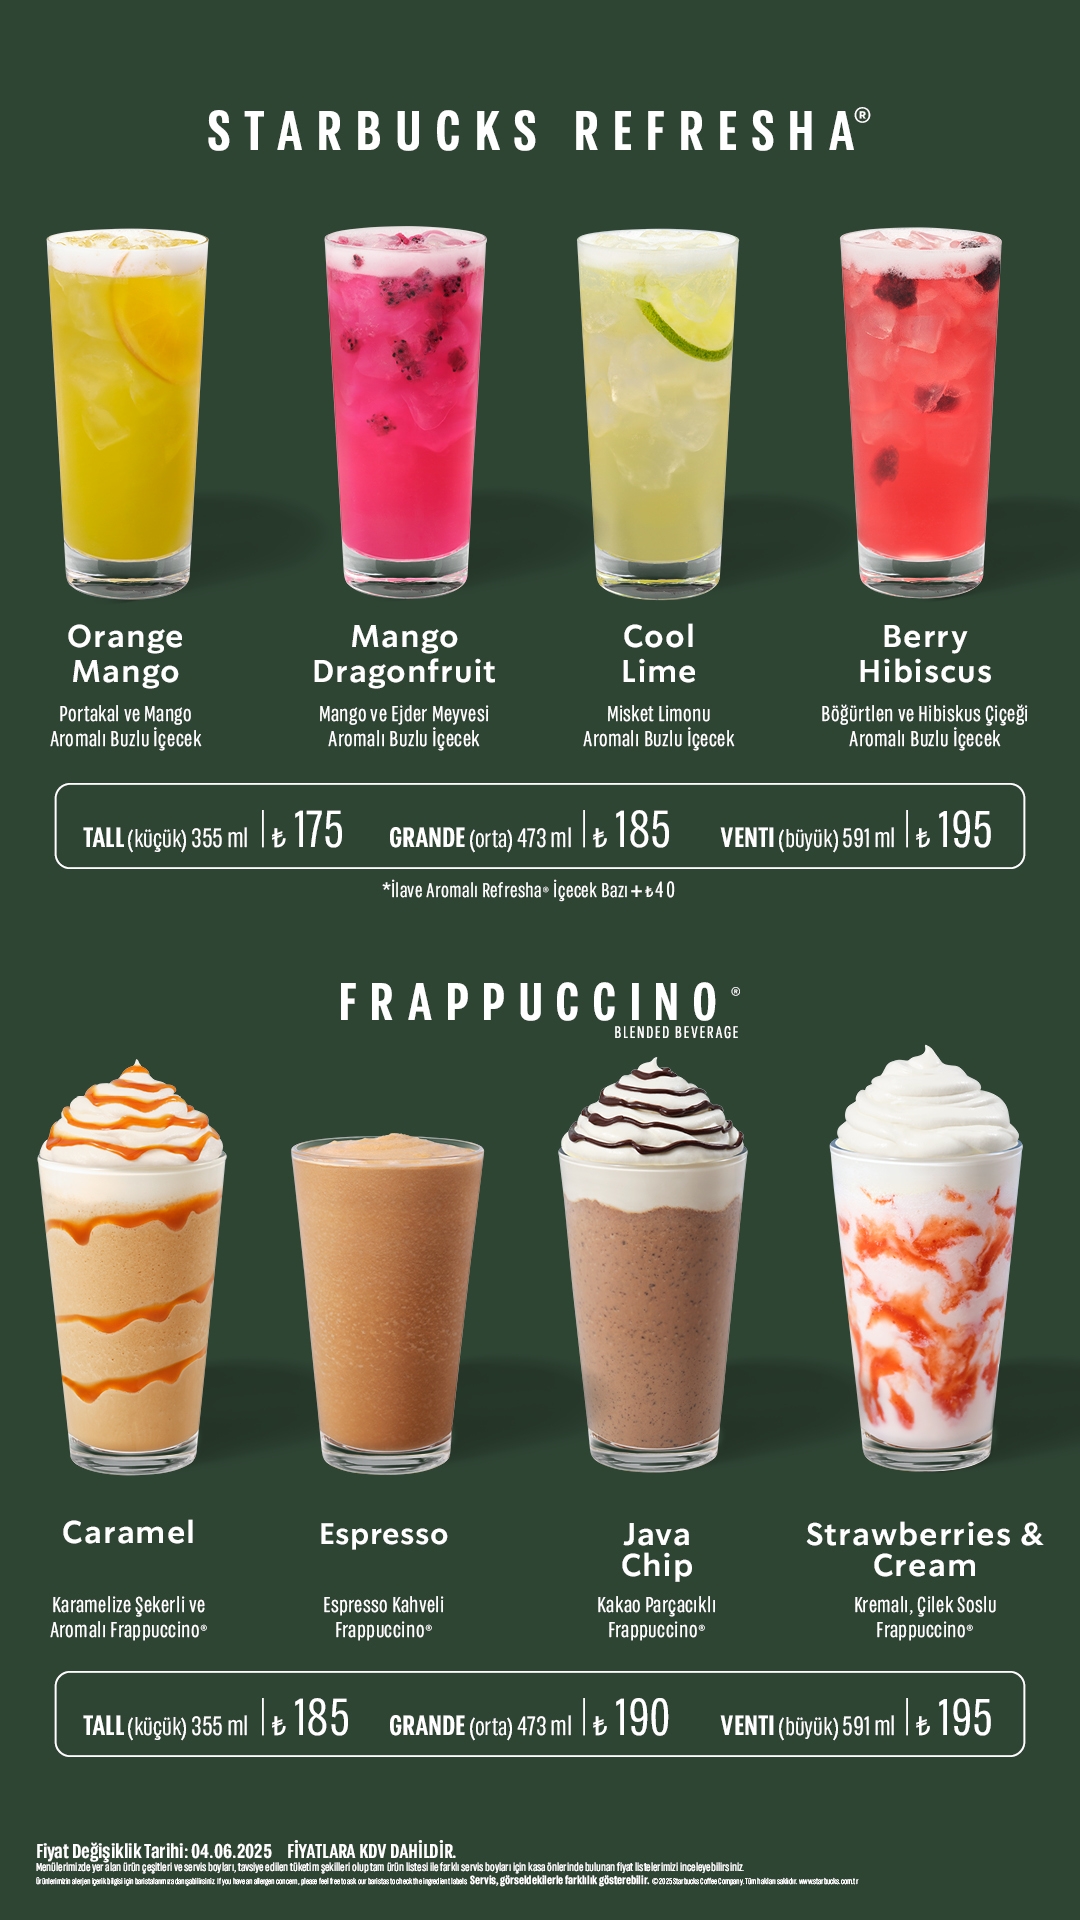 STARBUCKS REFRESHA®
Orange Mango
Portakal ve Mango
Aromalı Buzlu İçecek
Mango Dragonfruit
Mango ve Ejder Meyvesi
Aromalı Buzlu İçecek
Cool Lime
Misket Limonu
Aromalı Buzlu İçecek
Berry Hibiscus
Böğürtlen ve Hibiskus Çiçeği
Aromalı Buzlu İçecek
TALL (küçük) 355 ml | ₺ 175 GRANDE (orta) 473 ml | ₺ 185 VENTI (büyük) 591 ml | ₺ 195
*İlave Aromalı Refresha® İçecek Bazı +₺40
FRAPPUCCINO®
BLENDED BEVERAGE
Caramel
Karamelize Şekerli ve
Aromalı Frappuccino®
Espresso
Espresso Kahveli
Frappuccino®
Java
Chip
Kakao Parçacıklı
Frappuccino®
Strawberries &
Cream
Kremalı, Çilek Soslu
Frappuccino®
TALL (küçük) 355 ml | ₺ 185 GRANDE (orta) 473 ml | ₺ 190 VENTI (büyük) 591 ml | ₺ 195
Fiyat Değişiklik Tarihi: 04.06.2025 FİYATLARA KDV DAHİLDİR.
Menülerimizde yer alan ürün çeşitleri ve servis boyları, tavsiye edilen tüketim şekilleri olup tam ürün listesi ile farklı servis boyları için kasa önlerinde bulunan fiyat listelerimizi inceleyebilirsiniz.
Ürünlerimizin alerjen içerik bilgisi için baristalarımıza danışabilirsiniz. If you have an allergen concern, please feel free to ask our baristas to check the ingredient labels. Servis, görseldekilerle farklılık gösterebilir. © 2025 Starbucks Coffee Company. Tüm hakları saklıdır. www.starbucks.com.tr